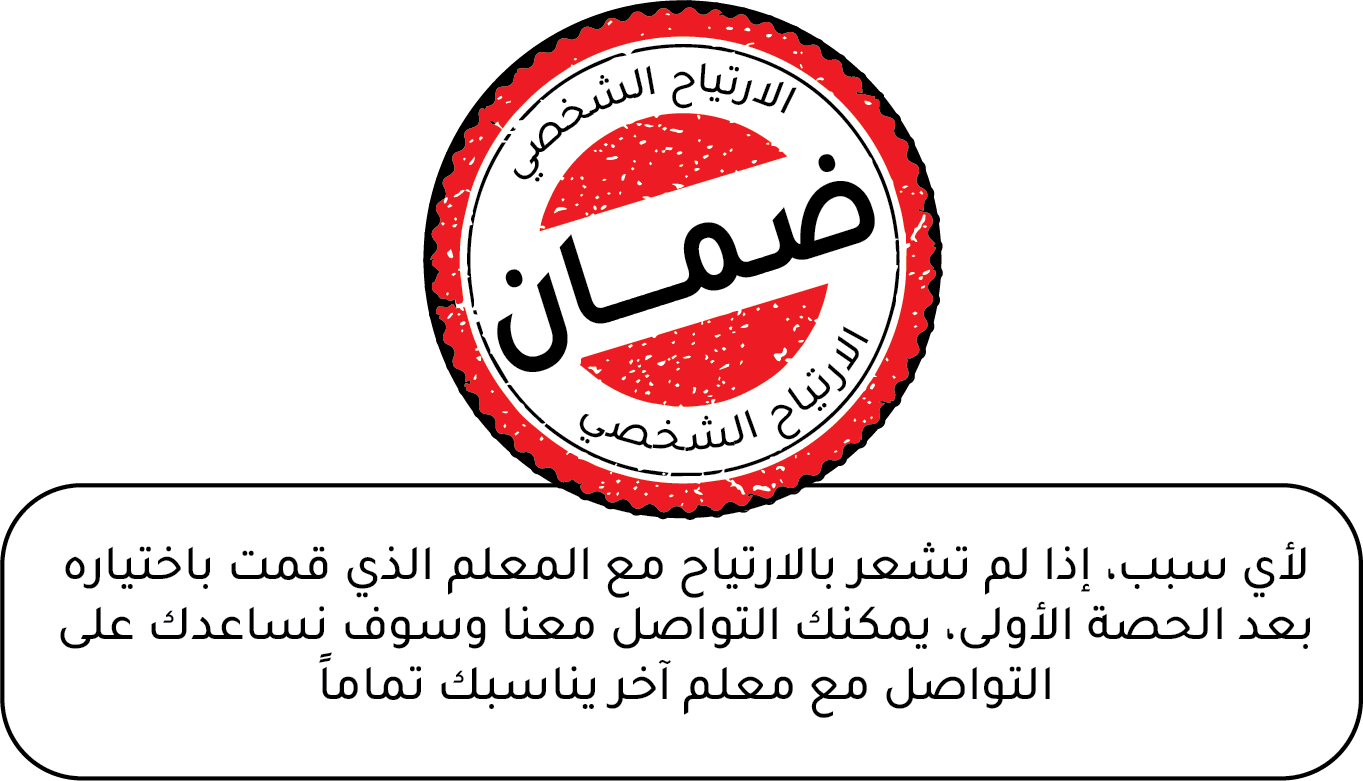 الارتياح الشخصي
ضمـان
الارتياح الشخصي
لأي سبب، إذا لم تشعر بالارتياح مع المعلم الذي قمت باختياره
بعد الحصة الأولى، يمكنك التواصل معنا وسوف نساعدك على
التواصل مع معلم آخر يناسبك تماماً